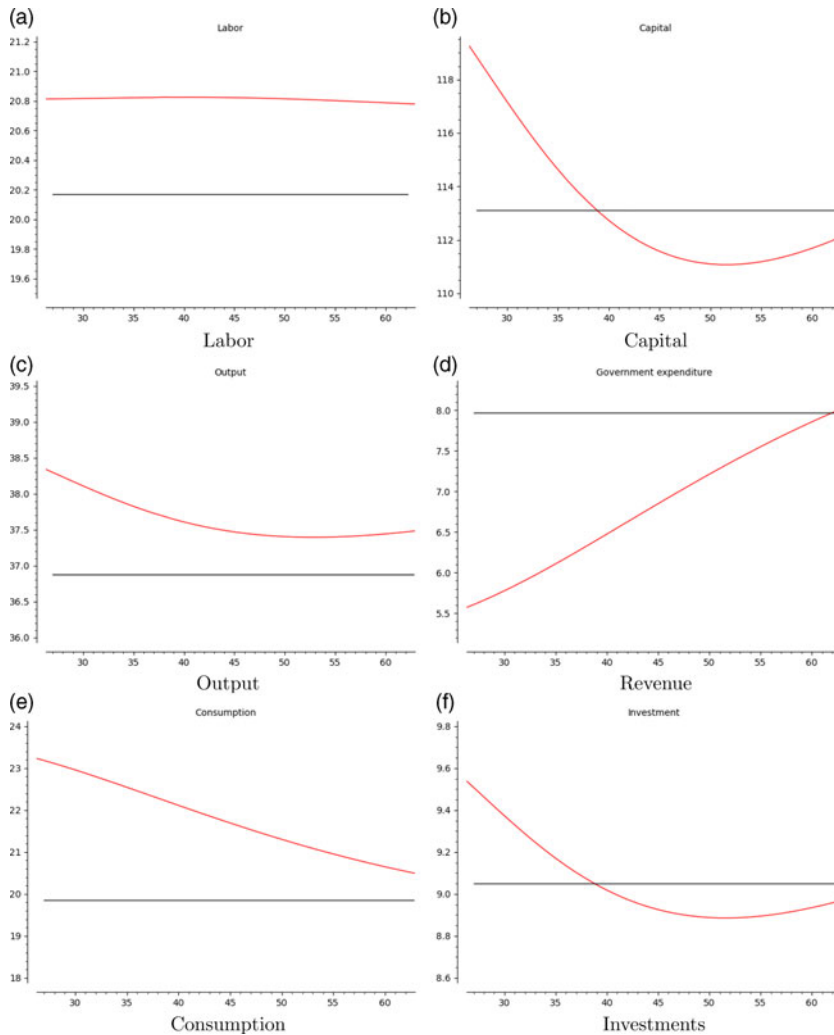 (a)
Labor
21.2
21.0
20.8
20.6
20.4
20.2
20.0
19.8
19.6
30 35 40 45 50 55 60
Labor
(b)
Capital
118
116
114
112
110
30 35 40 45 50 55 60
Capital
(c)
Output
39.5
39.0
38.5
38.0
37.5
37.0
36.5
36.0
30 35 40 45 50 55 60
Output
(d)
Government expenditure
8.0
7.5
7.0
6.5
6.0
5.5
30 35 40 45 50 55 60
Revenue
(e)
Consumption
24
23
22
21
20
19
18
30 35 40 45 50 55 60
Consumption
(f)
Investment
9.8
9.6
9.4
9.2
9.0
8.8
8.6
30 35 40 45 50 55 60
Investments